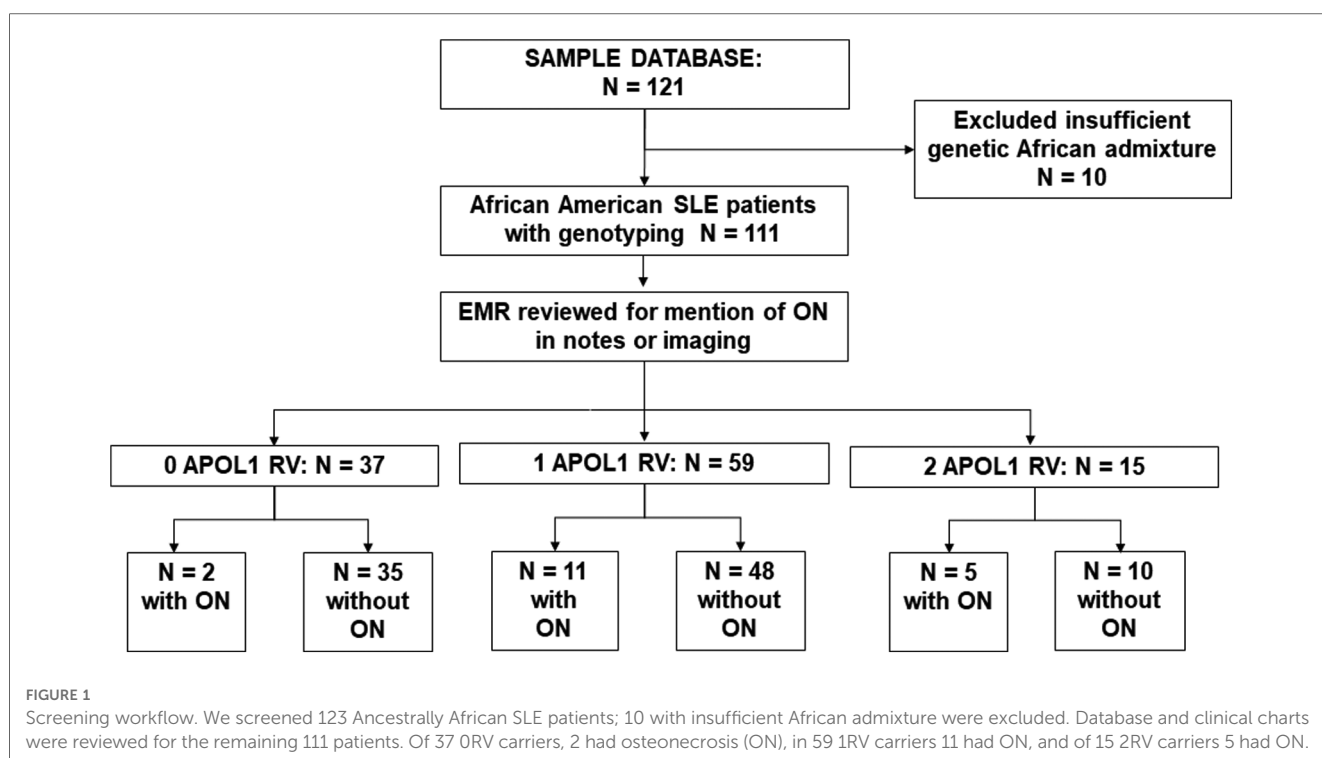 SAMPLE DATABASE:
N = 121
Excluded insufficient
genetic African admixture
N = 10
African American SLE patients
with genotyping N = 111
EMR reviewed for mention of ON
in notes or imaging
0 APOL1 RV: N = 37
1 APOL1 RV: N = 59
2 APOL1 RV: N = 15
N = 2
with ON
N = 35
without
ON
N = 11
with
ON
N = 48
without
ON
N = 5
with ON
N = 10
without
ON
FIGURE 1
Screening workflow. We screened 123 Ancestrally African SLE patients; 10 with insufficient African admixture were excluded. Database and clinical charts
were reviewed for the remaining 111 patients. Of 37 0RV carriers, 2 had osteonecrosis (ON), in 59 1RV carriers 11 had ON, and of 15 2RV carriers 5 had ON.